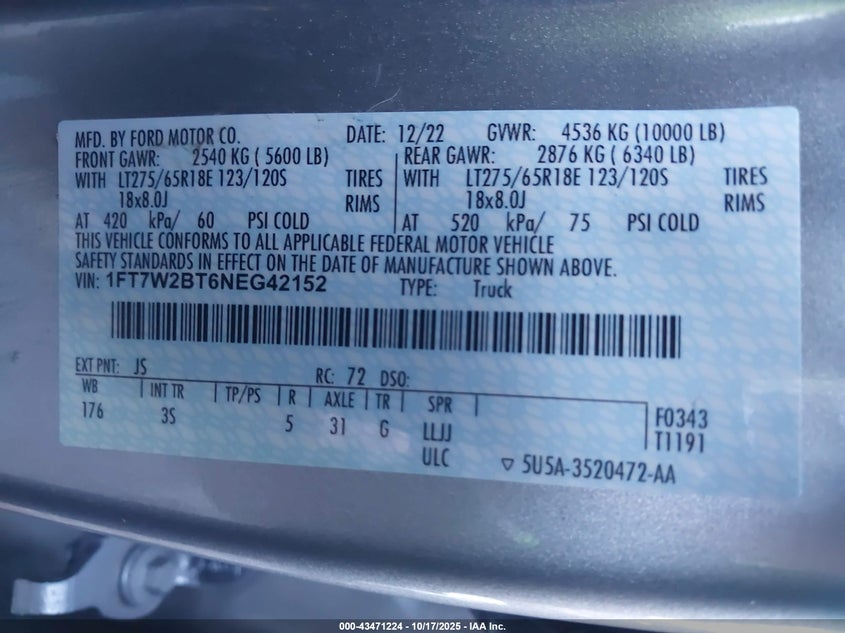 MFD. BY FORD MOTOR CO. DATE: 12/22 GVWR: 4536 KG (10000 LB)
FRONT GAWR: 2540 KG ( 5600 LB) REAR GAWR: 2876 KG ( 6340 LB)
WITH LT275/65R18E 123/120S TIRES WITH LT275/65R18E 123/120S TIRES
18x8.0J RIMS 18x8.0J RIMS
AT 420 kPa/ 60 PSI COLD AT 520 kPa/ 75 PSI COLD
THIS VEHICLE CONFORMS TO ALL APPLICABLE FEDERAL MOTOR VEHICLE
SAFETY STANDARDS IN EFFECT ON THE DATE OF MANUFACTURE SHOWN ABOVE.
VIN: 1FT7W2BT6NEG42152 TYPE: Truck
EXT PNT: JS RC: 72 DSO:
WB INT TR TP/PS R AXLE TR SPR
176 3S 5 31 G LLJJ F0343
ULC T1191
▽ 5U5A-3520472-AA
000-43471224 | 10/17/2025 | IAA Inc.